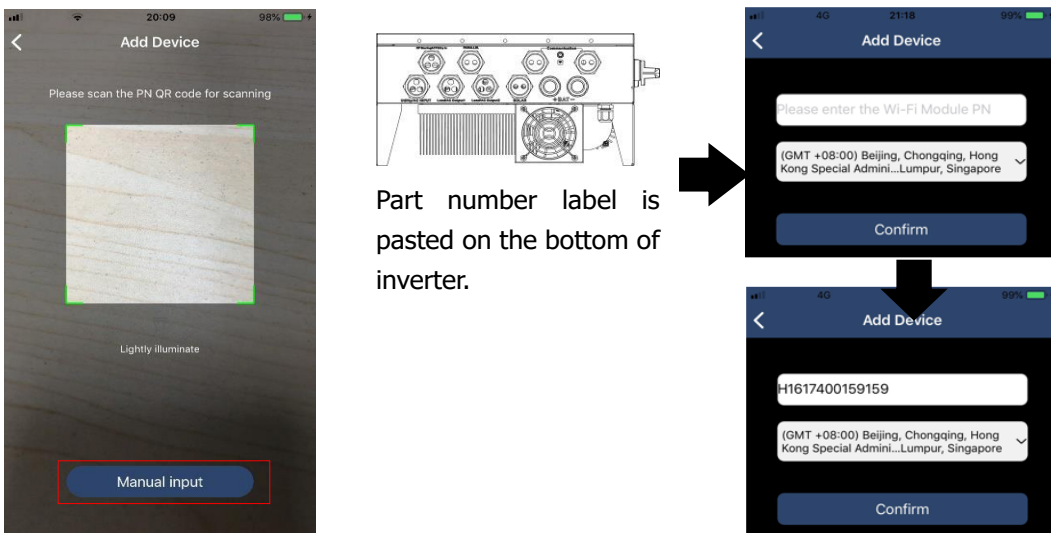 20:09
98%
Add Device
Please scan the PN QR code for scanning
Lightly illuminate
Manual input
PARALLEL
+BAT-
Part number label is
pasted on the bottom of
inverter.
4G
21:18
99%
Add Device
Please enter the Wi-Fi Module PN
(GMT +08:00) Beijing, Chongqing, Hong
Kong Special Admini...Lumpur, Singapore
Confirm
4G
99%
Add Device
H1617400159159
(GMT +08:00) Beijing, Chongqing, Hong
Kong Special Admini...Lumpur, Singapore
Confirm